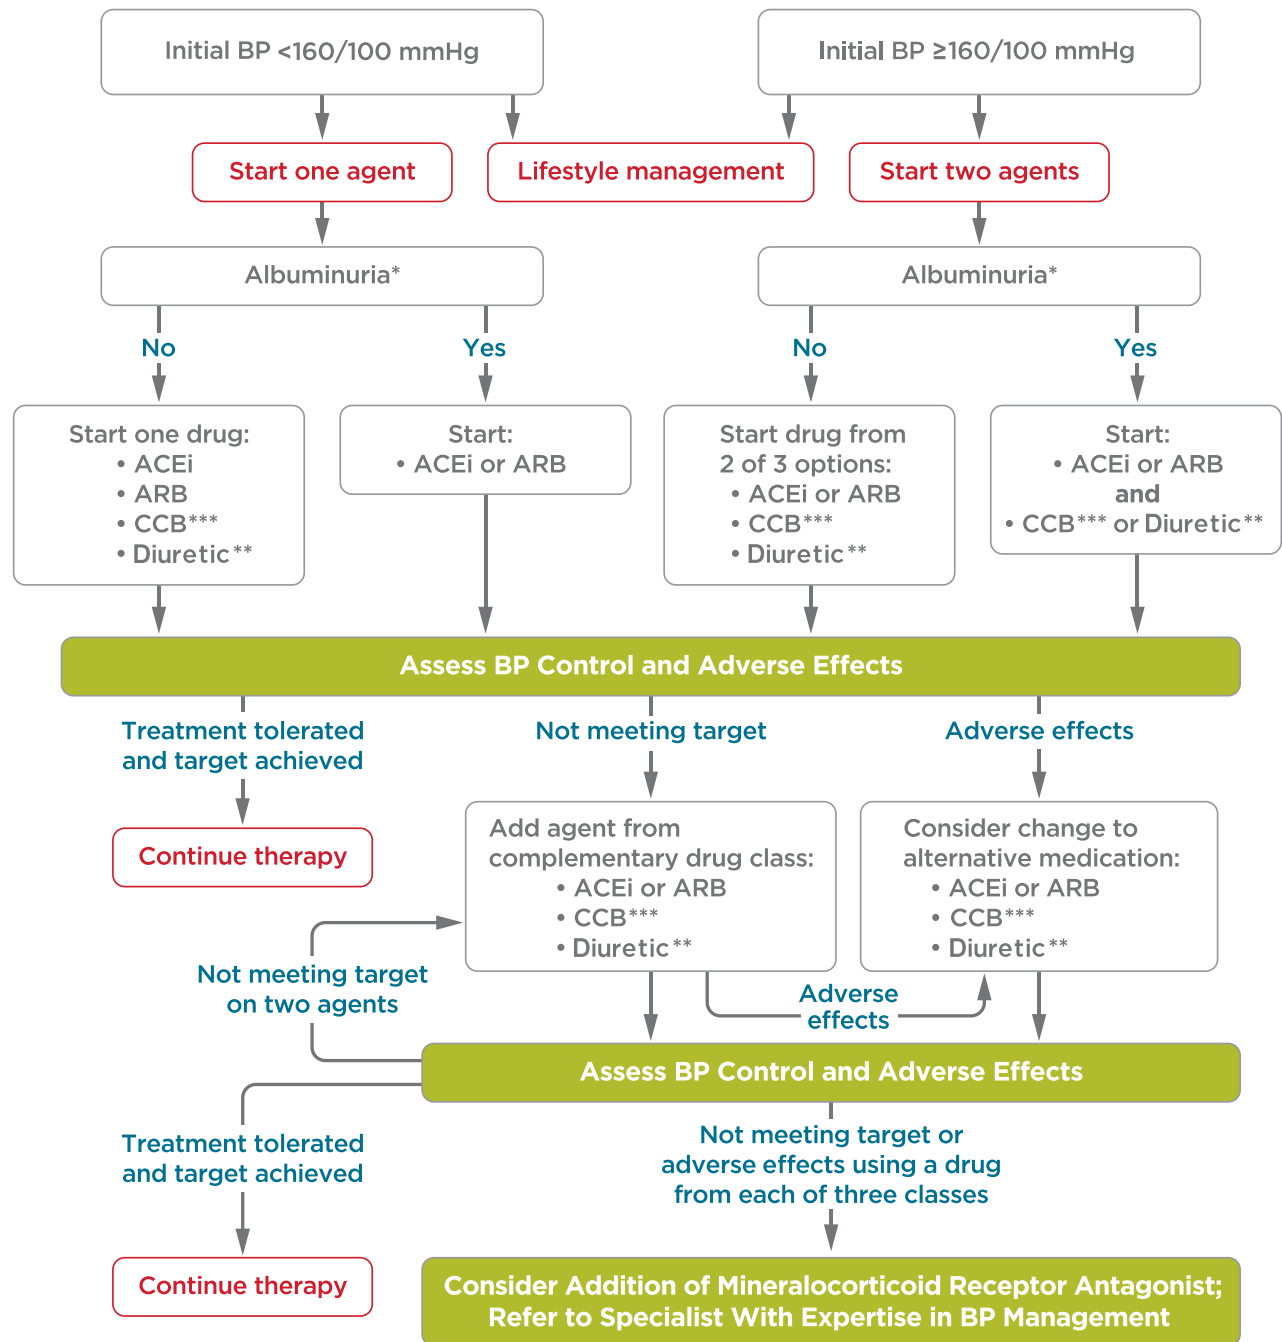 Initial BP <160/100 mmHg
Initial BP ≥160/100 mmHg
Start one agent
Lifestyle management
Start two agents
Albuminuria*
Albuminuria*
No
Yes
No
Yes
Start one drug:
• ACEi
• ARB
• CCB***
• Diuretic**
Start:
• ACEi or ARB
Start drug from
2 of 3 options:
• ACEi or ARB
• CCB***
• Diuretic**
Start:
• ACEi or ARB
and
• CCB*** or Diuretic**
Assess BP Control and Adverse Effects
Treatment tolerated
and target achieved
Not meeting target
Adverse effects
Continue therapy
Add agent from
complementary drug class:
• ACEi or ARB
• CCB***
• Diuretic**
Consider change to
alternative medication:
• ACEi or ARB
• CCB***
• Diuretic**
Not meeting target
on two agents
Adverse
effects
Assess BP Control and Adverse Effects
Treatment tolerated
and target achieved
Not meeting target or
adverse effects using a drug
from each of three classes
Continue therapy
Consider Addition of Mineralocorticoid Receptor Antagonist;
Refer to Specialist With Expertise in BP Management